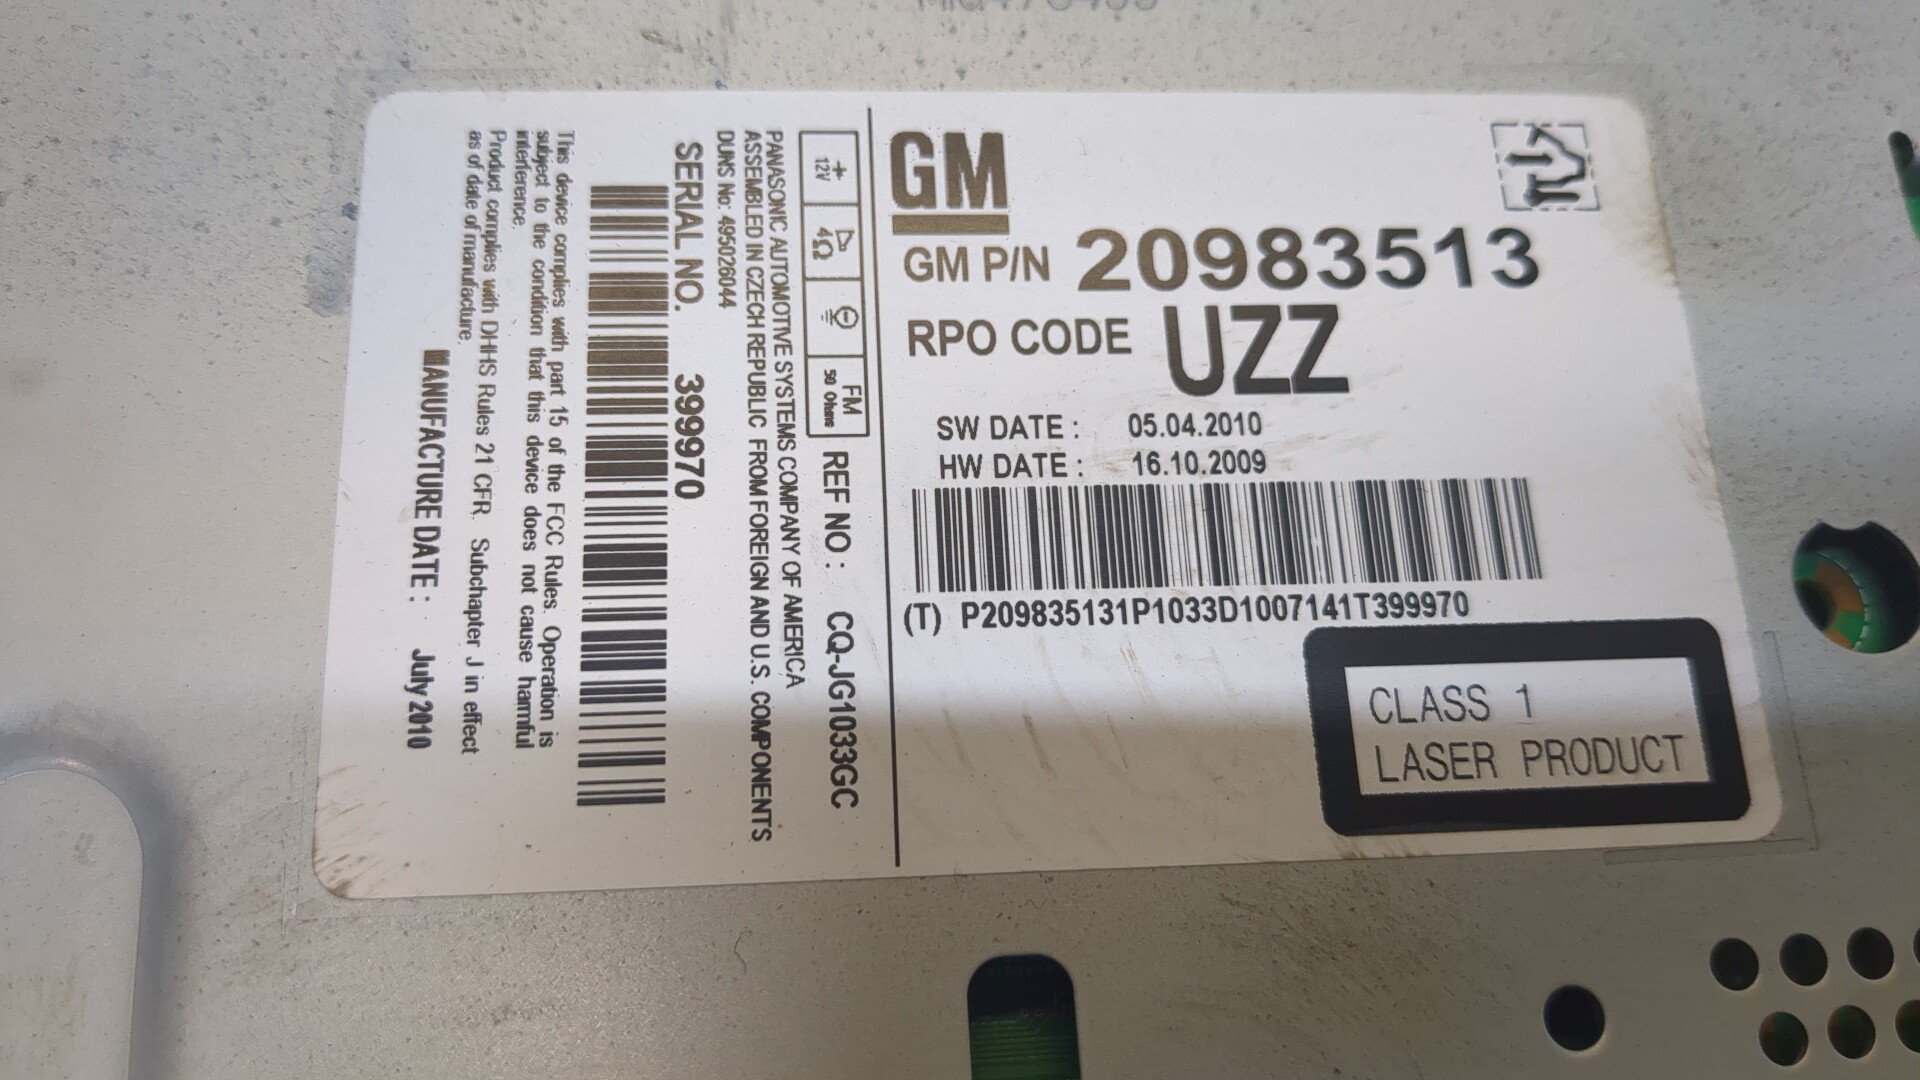 GM
GM P/N 20983513
RPO CODE UZZ
SW DATE : 05.04.2010
HW DATE : 16.10.2009
(T) P209835131P1033D1007141T399970
CLASS 1
LASER PRODUCT
+ 12V
4Ω
FM 50 Ohms
REF NO : CQ-JG1033GC
PANASONIC AUTOMOTIVE SYSTEMS COMPANY OF AMERICA
ASSEMBLED IN CZECH REPUBLIC FROM FOREIGN AND U.S. COMPONENTS
DUNS No: 495026044
SERIAL NO. 399970
This device complies with part 15 of the FCC Rules. Operation is
subject to the condition that this device does not cause harmful
interference.
Product complies with DHHS Rules 21 CFR. Subchapter J in effect
as of date of manufacture.
MANUFACTURE DATE : July 2010